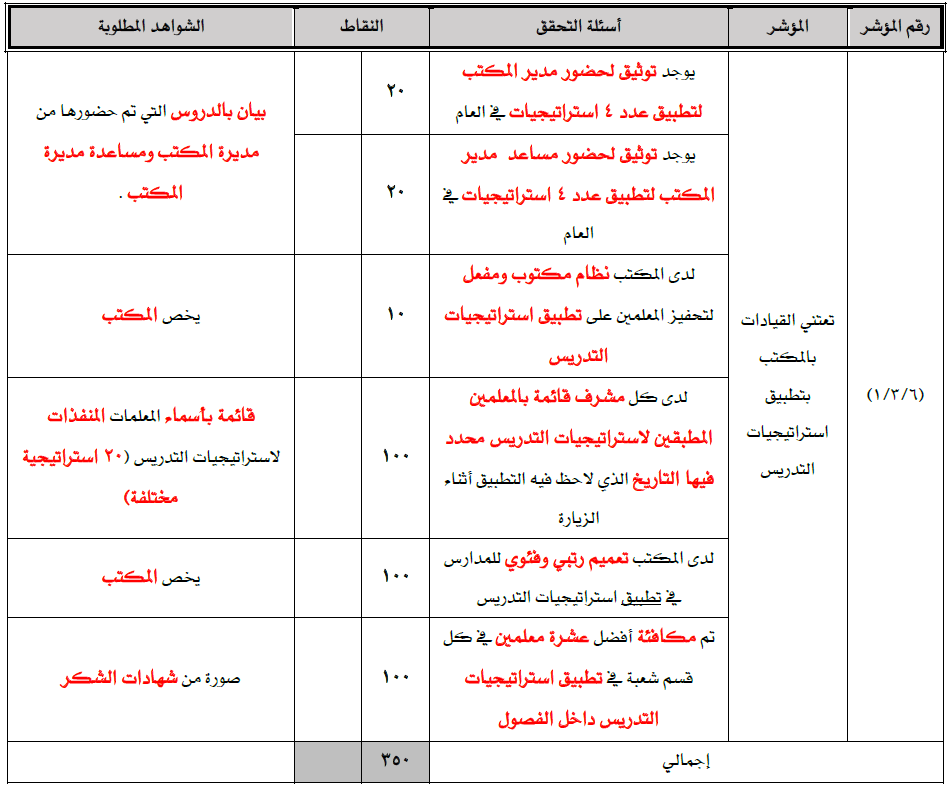 رقم المؤشر
المؤشر
أسئلة التحقق
النقاط
الشواهد المطلوبة
(١/٣/٦)
تعتني القيادات
بالمكتب
بتطبيق
استراتيجيات
التدريس
يوجد توثيق لحضور مدير المكتب
لتطبيق عدد ٤ استراتيجيات في العام
٢٠
بيان بالدروس التي تم حضورها من
مديرة المكتب ومساعدة مديرة
المكتب .
يوجد توثيق لحضور مساعد مدير
المكتب لتطبيق عدد ٤ استراتيجيات في
العام
٢٠
لدى المكتب نظام مكتوب ومفعل
لتحفيز المعلمين على تطبيق استراتيجيات
التدريس
١٠
يخص المكتب
لدى كل مشرف قائمة بالمعلمين
المطبقين لاستراتيجيات التدريس محدد
فيها التاريخ الذي لاحظ فيه التطبيق أثناء
الزيارة
١٠٠
قائمة بأسماء المعلمات المنفذات
لاستراتيجيات التدريس (٢٠ استراتيجية
مختلفة)
لدى المكتب تعميم رتبي وفئوي للمدارس
في تطبيق استراتيجيات التدريس
١٠٠
يخص المكتب
تم مكافئة أفضل عشرة معلمين في كل
قسم شعبة في تطبيق استراتيجيات
التدريس داخل الفصول
١٠٠
صورة من شهادات الشكر
إجمالي
٣٥٠